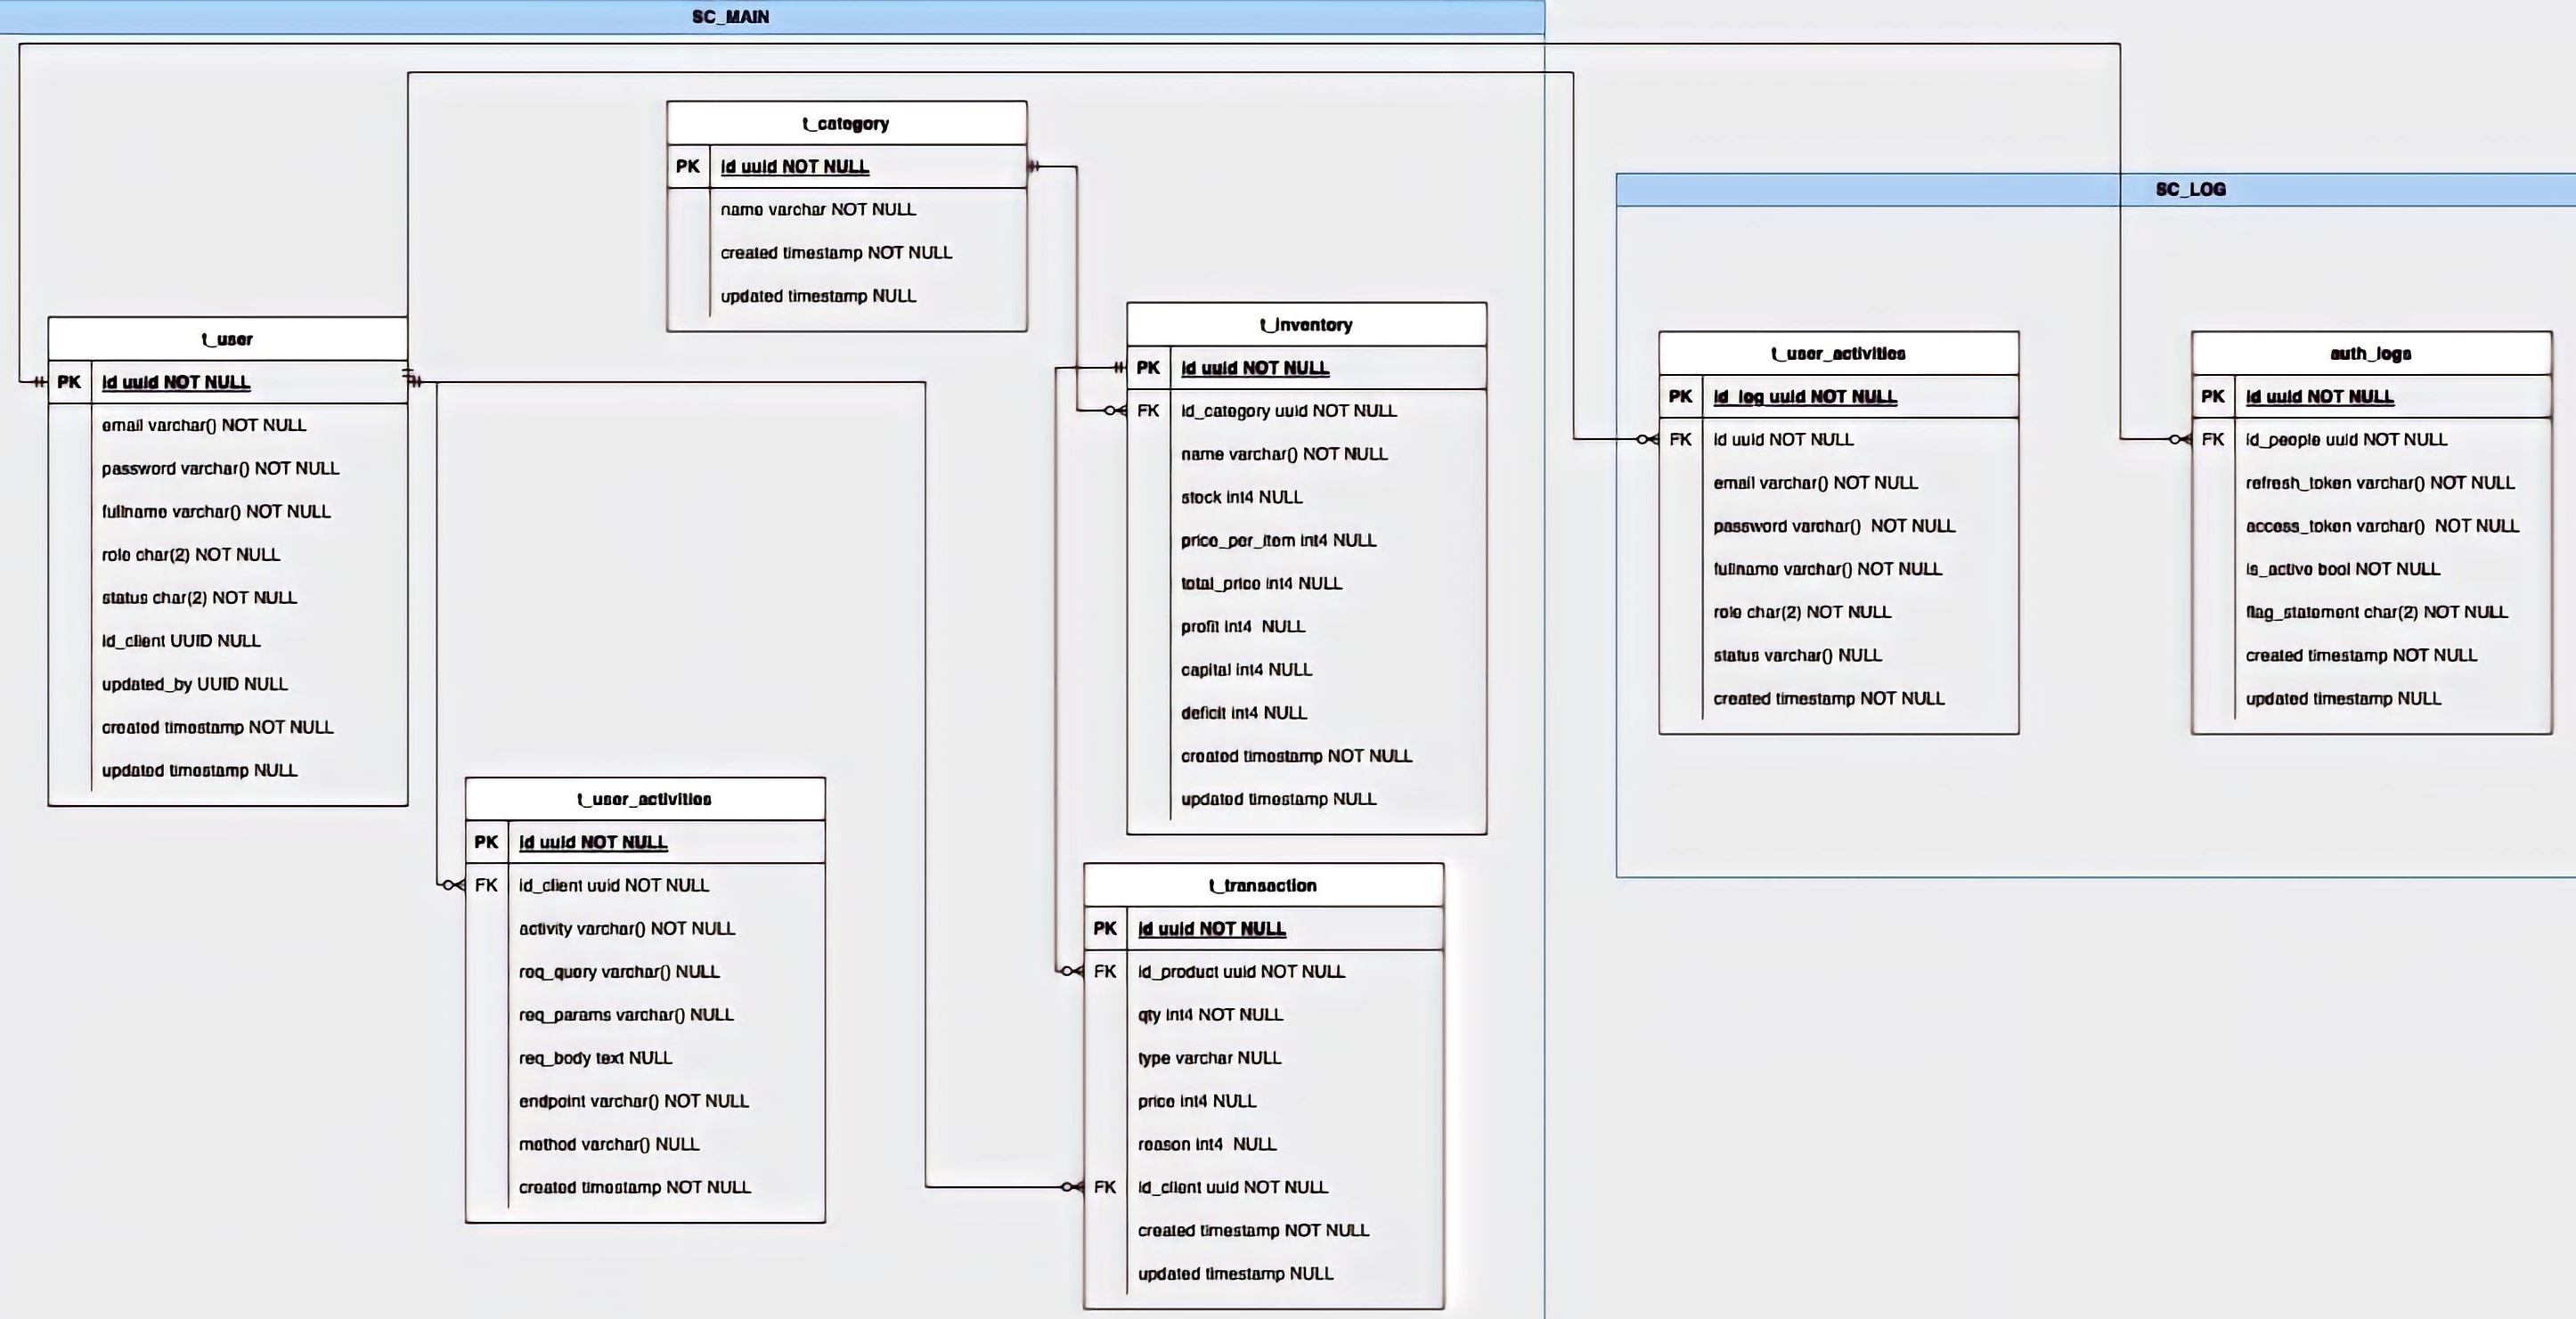 SC_MAIN
t_category
PK id uuid NOT NULL
name varchar NOT NULL
created timestamp NOT NULL
updated timestamp NULL
t_user
PK id uuid NOT NULL
email varchar() NOT NULL
password varchar() NOT NULL
fullname varchar() NOT NULL
role char(2) NOT NULL
status char(2) NOT NULL
id_client UUID NULL
updated_by UUID NULL
created timestamp NOT NULL
updated timestamp NULL
t_inventory
PK id uuid NOT NULL
FK id_category uuid NOT NULL
name varchar() NOT NULL
stock int4 NULL
price_per_item int4 NULL
total_price int4 NULL
profit int4 NULL
capital int4 NULL
deficit int4 NULL
created timestamp NOT NULL
updated timestamp NULL
t_user_activities
PK id uuid NOT NULL
FK id_client uuid NOT NULL
activity varchar() NOT NULL
req_query varchar() NULL
req_params varchar() NULL
req_body text NULL
endpoint varchar() NOT NULL
method varchar() NULL
created timestamp NOT NULL
t_transaction
PK id uuid NOT NULL
FK id_product uuid NOT NULL
qty int4 NOT NULL
type varchar NULL
price int4 NULL
reason int4 NULL
FK id_client uuid NOT NULL
created timestamp NOT NULL
updated timestamp NULL
SC_LOG
t_user_activities
PK id_log uuid NOT NULL
FK id uuid NOT NULL
email varchar() NOT NULL
password varchar() NOT NULL
fullname varchar() NOT NULL
role char(2) NOT NULL
status varchar() NULL
created timestamp NOT NULL
auth_logs
PK id uuid NOT NULL
FK id_people uuid NOT NULL
refresh_token varchar() NOT NULL
access_token varchar() NOT NULL
is_active bool NOT NULL
flag_statement char(2) NOT NULL
created timestamp NOT NULL
updated timestamp NULL